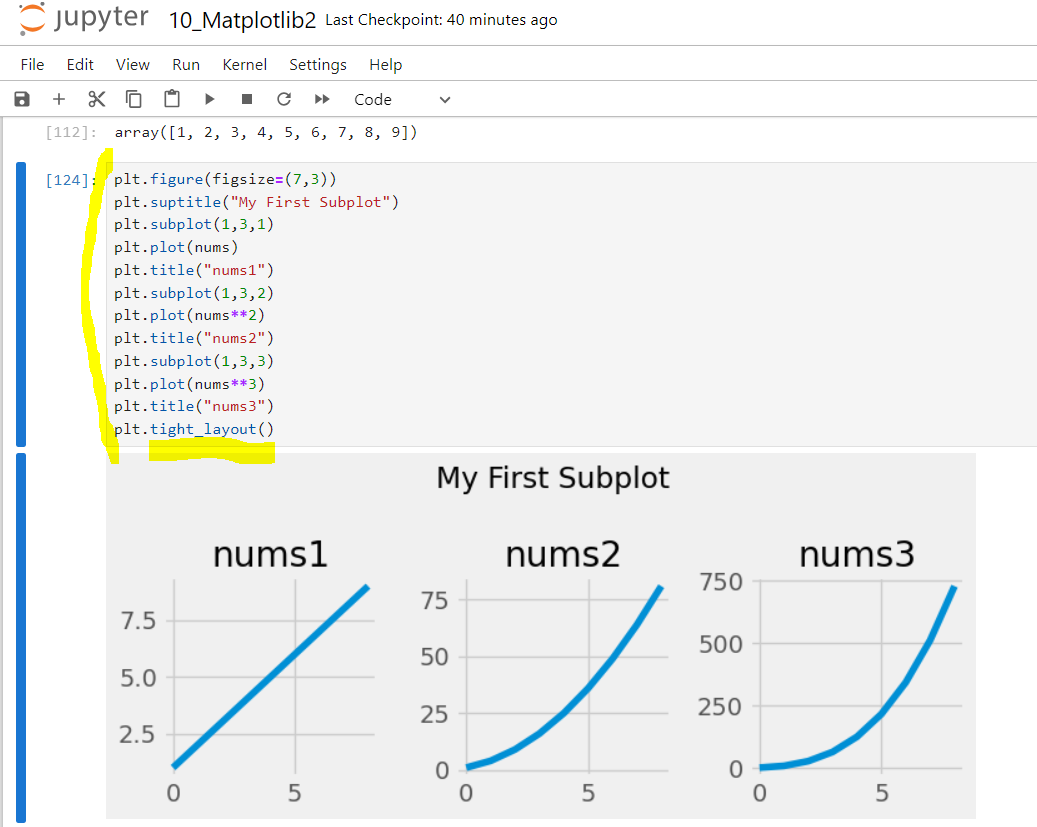 jupyter 10_Matplotlib2 Last Checkpoint: 40 minutes ago
File Edit View Run Kernel Settings Help
Code
[112]: array([1, 2, 3, 4, 5, 6, 7, 8, 9])
[124]: plt.figure(figsize=(7,3))
plt.suptitle("My First Subplot")
plt.subplot(1,3,1)
plt.plot(nums)
plt.title("nums1")
plt.subplot(1,3,2)
plt.plot(nums**2)
plt.title("nums2")
plt.subplot(1,3,3)
plt.plot(nums**3)
plt.title("nums3")
plt.tight_layout()
My First Subplot
nums1 nums2 nums3
7.5
5.0
2.5
0 5
75
50
25
0
0 5
750
500
250
0
0 5